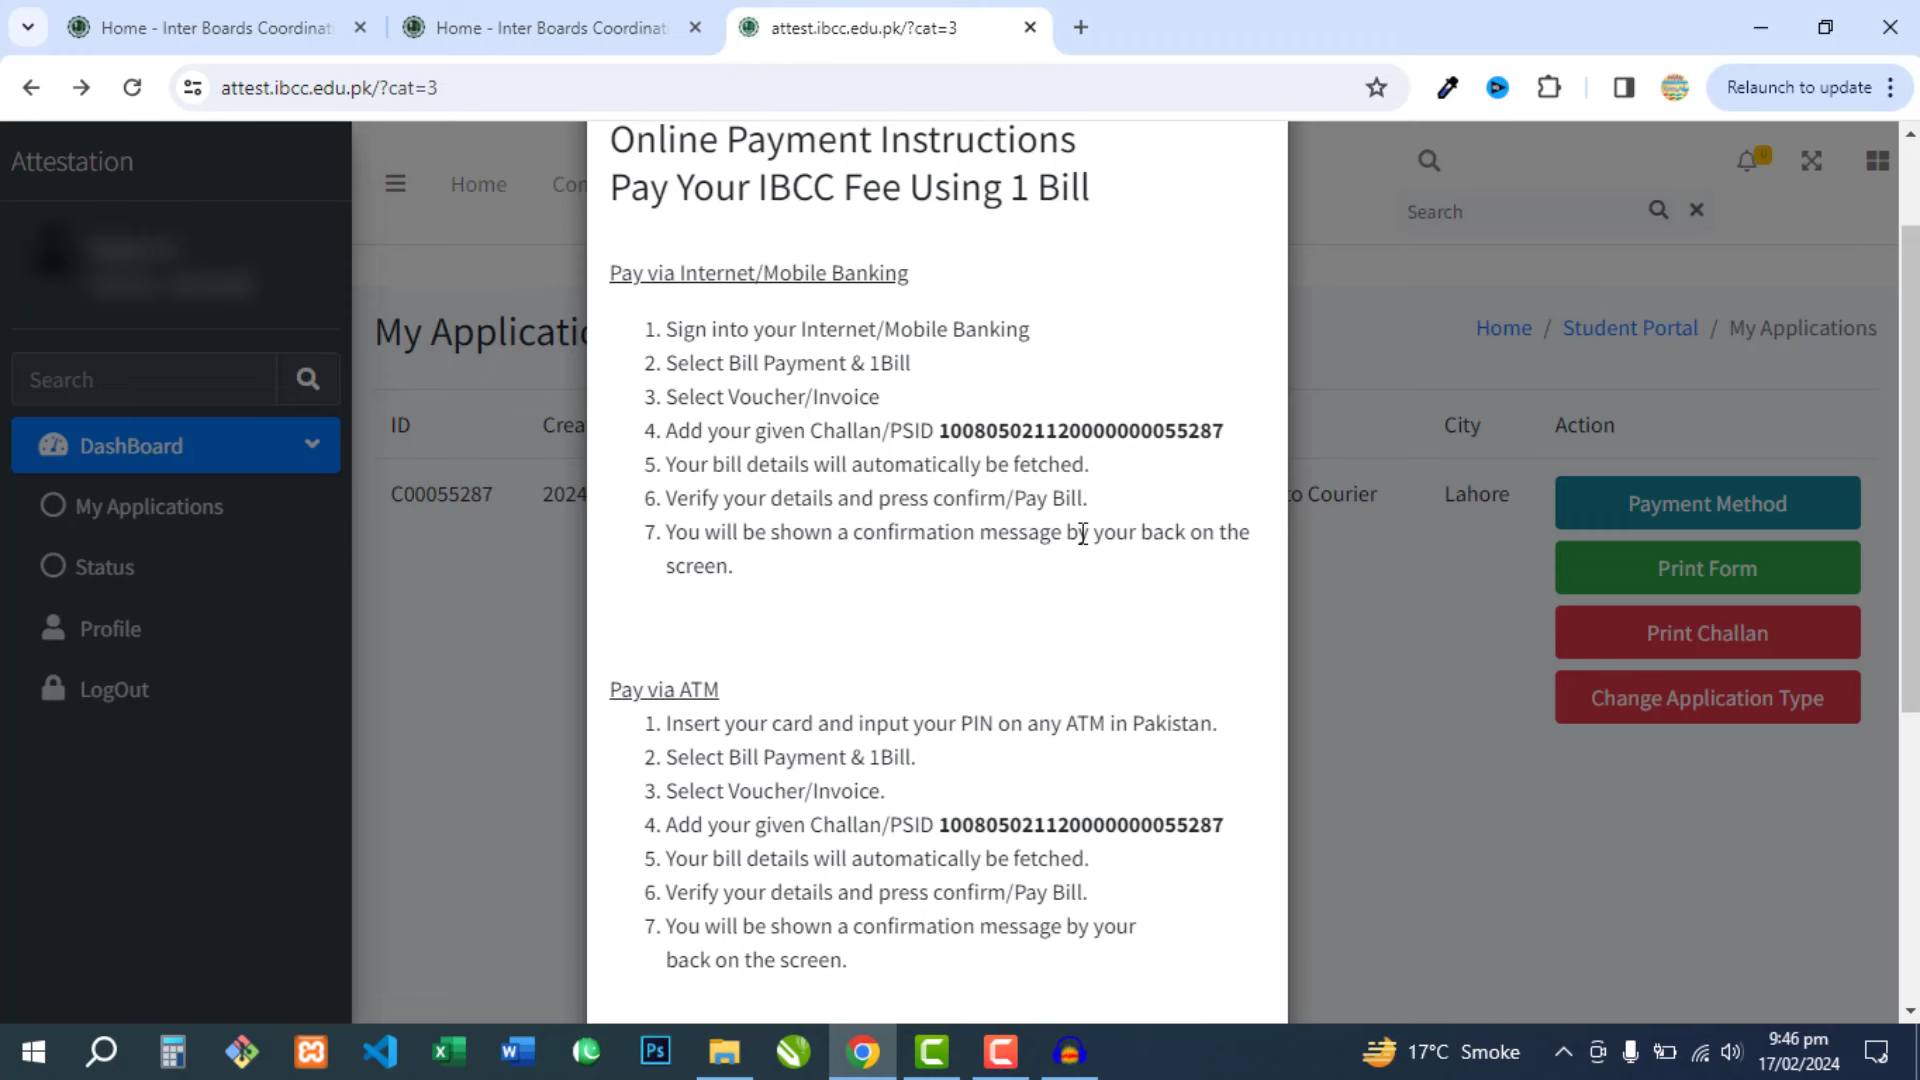 Home - Inter Boards Coordinati
Home - Inter Boards Coordinati
attest.ibcc.edu.pk/?cat=3
attest.ibcc.edu.pk/?cat=3
Relaunch to update
Attestation
Home
Con
Search
Online Payment Instructions
Pay Your IBCC Fee Using 1 Bill
Pay via Internet/Mobile Banking
1. Sign into your Internet/Mobile Banking
2. Select Bill Payment & 1Bill
3. Select Voucher/Invoice
4. Add your given Challan/PSID 100805021120000000055287
5. Your bill details will automatically be fetched.
6. Verify your details and press confirm/Pay Bill.
7. You will be shown a confirmation message by your back on the
screen.
Pay via ATM
1. Insert your card and input your PIN on any ATM in Pakistan.
2. Select Bill Payment & 1Bill.
3. Select Voucher/Invoice.
4. Add your given Challan/PSID 100805021120000000055287
5. Your bill details will automatically be fetched.
6. Verify your details and press confirm/Pay Bill.
7. You will be shown a confirmation message by your
back on the screen.
My Applicatio
Home / Student Portal / My Applications
Search
DashBoard
My Applications
Status
Profile
LogOut
ID
Crea
City
Action
C00055287
2024
to Courier
Lahore
Payment Method
Print Form
Print Challan
Change Application Type
17°C Smoke
9:46 pm
17/02/2024